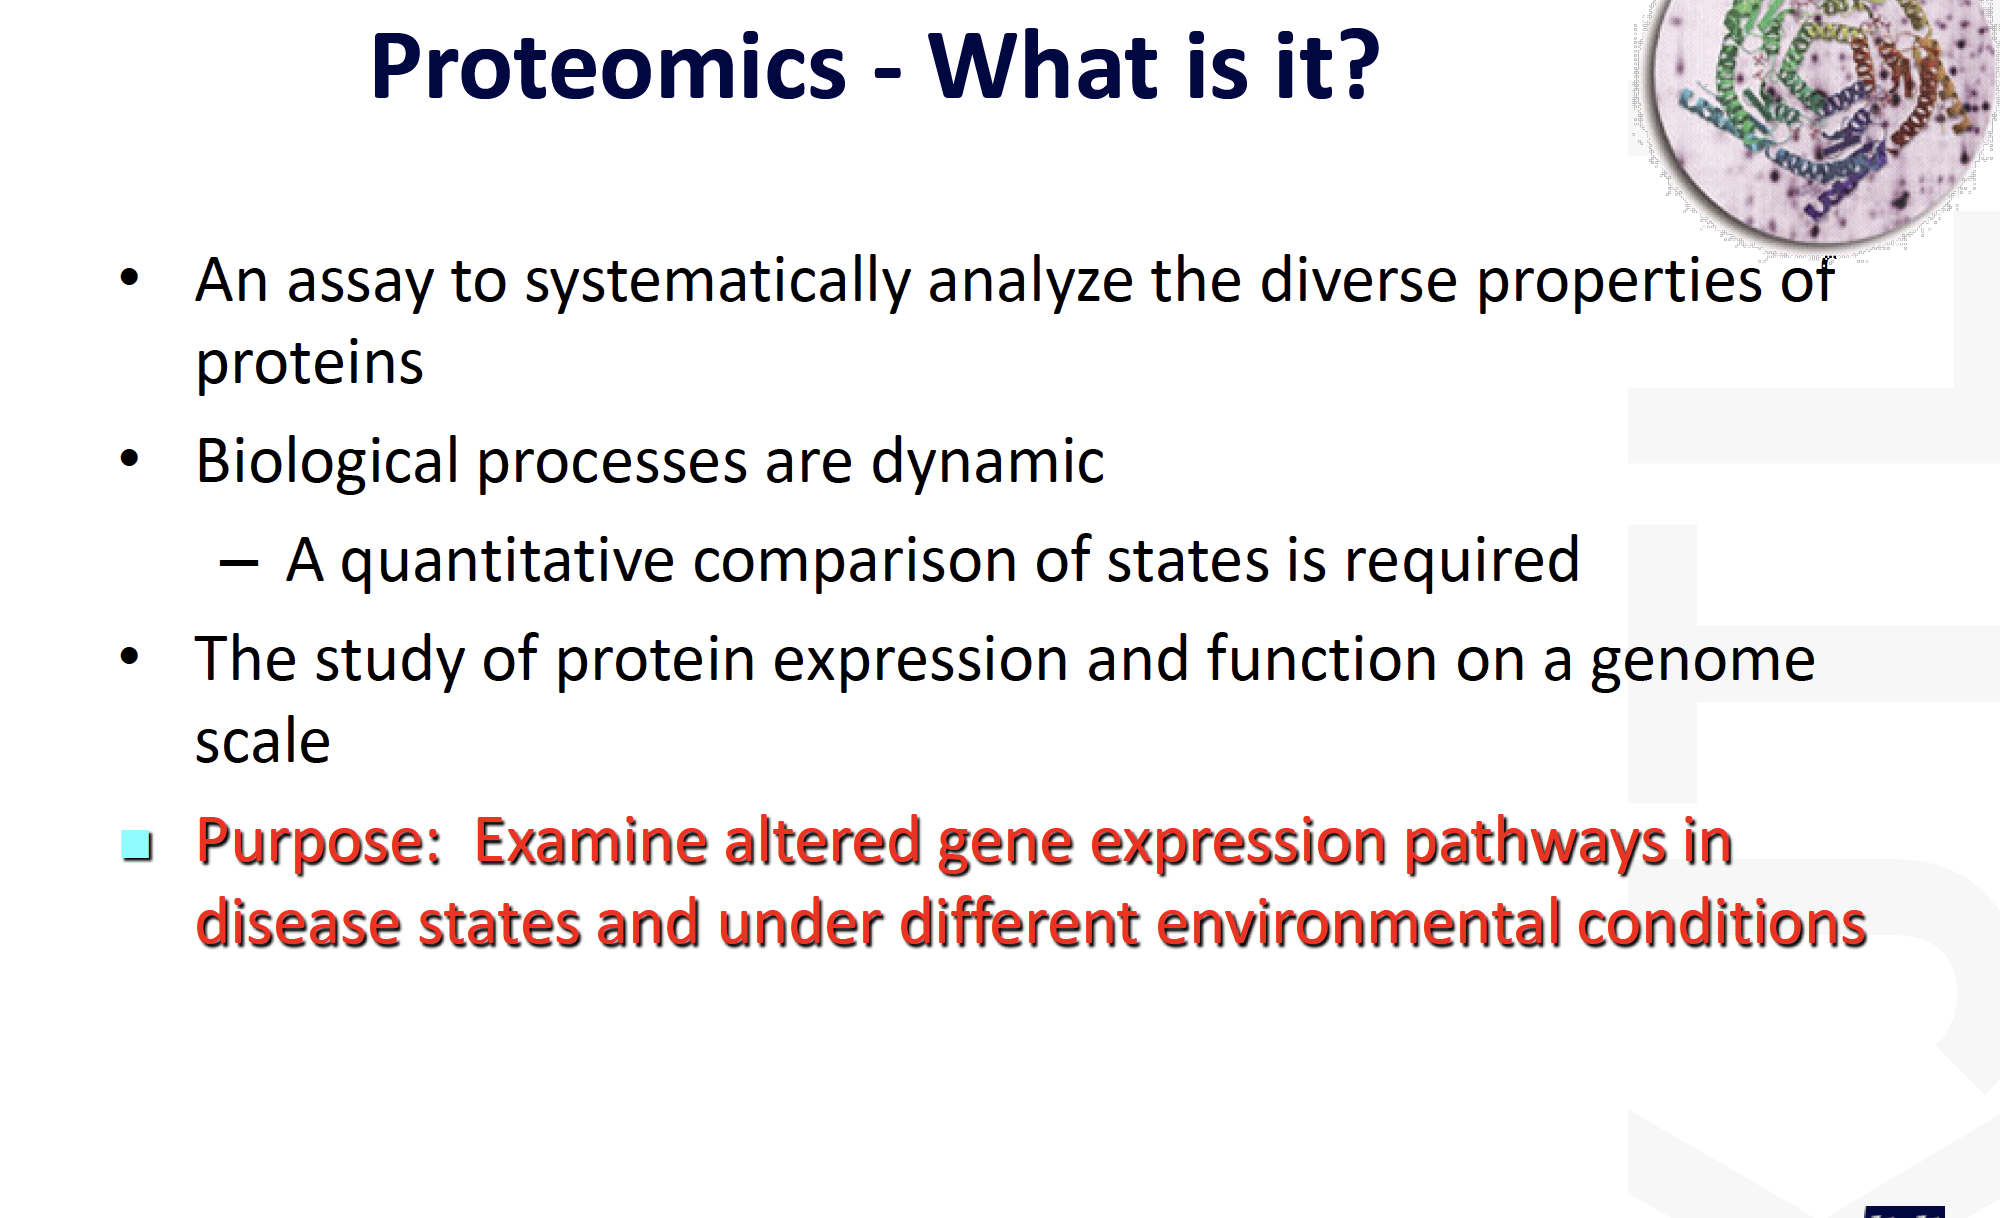 Proteomics - What is it?
• An assay to systematically analyze the diverse properties of
proteins
• Biological processes are dynamic
– A quantitative comparison of states is required
• The study of protein expression and function on a genome
scale
Purpose: Examine altered gene expression pathways in
disease states and under different environmental conditions